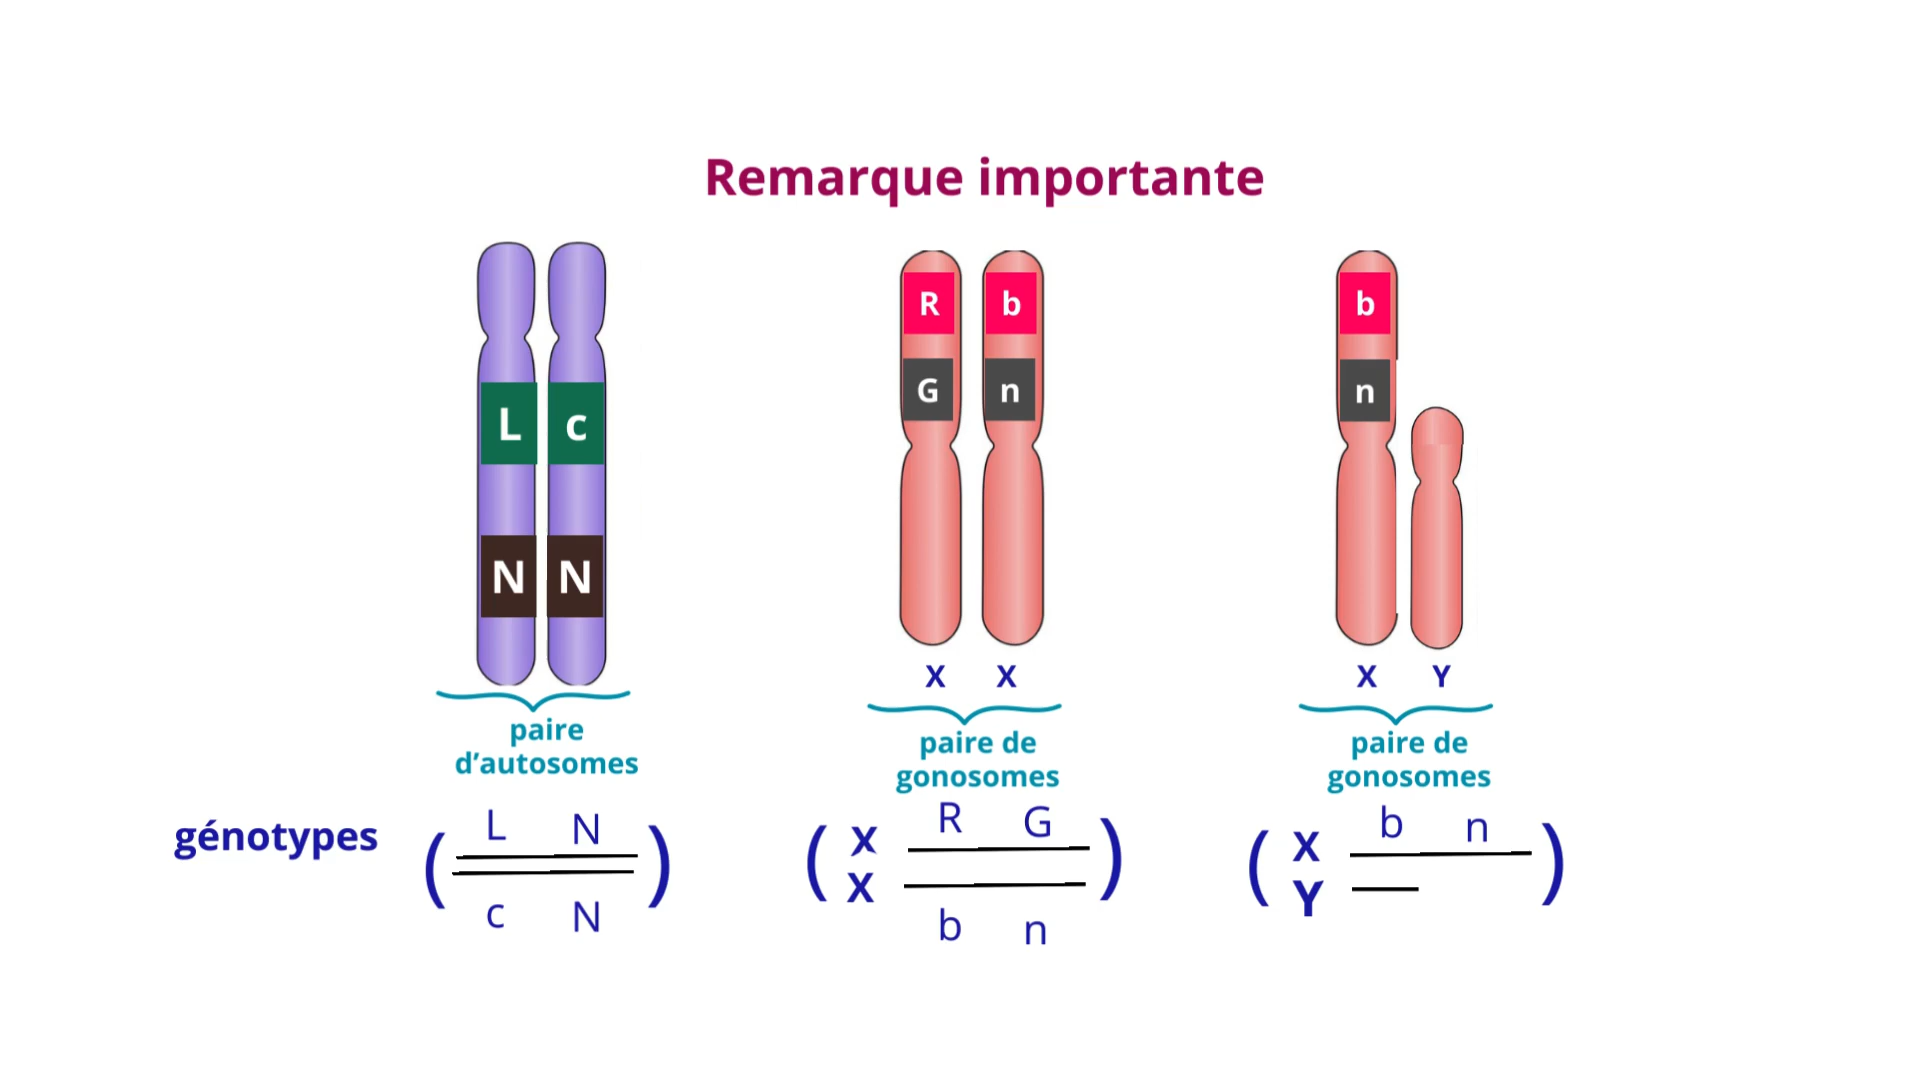 Remarque importante
L c
N N
R b
G n
b
n
X X
X Y
paire
d’autosomes
paire de
gonosomes
paire de
gonosomes
génotypes
( L N )
c N
( X R G )
X
b n
( X b n )
Y